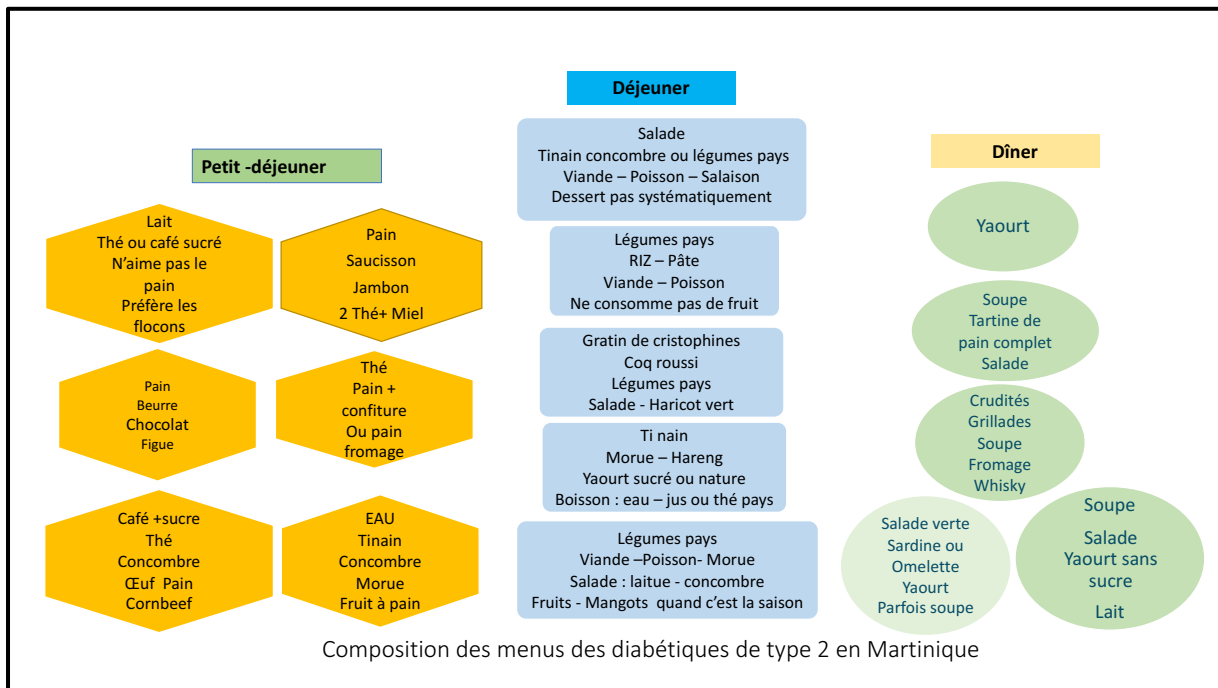 Petit -déjeuner
Lait
Thé ou café sucré
N’aime pas le
pain
Préfère les
flocons
Pain
Saucisson
Jambon
2 Thé+ Miel
Pain
Beurre
Chocolat
Figue
Thé
Pain +
confiture
Ou pain
fromage
Café +sucre
Thé
Concombre
Œuf Pain
Cornbeef
EAU
Tinain
Concombre
Morue
Fruit à pain
Déjeuner
Salade
Tinain concombre ou légumes pays
Viande – Poisson – Salaison
Dessert pas systématiquement
Légumes pays
RIZ – Pâte
Viande – Poisson
Ne consomme pas de fruit
Gratin de cristophines
Coq roussi
Légumes pays
Salade - Haricot vert
Ti nain
Morue – Hareng
Yaourt sucré ou nature
Boisson : eau – jus ou thé pays
Légumes pays
Viande –Poisson- Morue
Salade : laitue - concombre
Fruits - Mangots quand c’est la saison
Dîner
Yaourt
Soupe
Tartine de
pain complet
Salade
Crudités
Grillades
Soupe
Fromage
Whisky
Salade verte
Sardine ou
Omelette
Yaourt
Parfois soupe
Soupe
Salade
Yaourt sans
sucre
Lait
Composition des menus des diabétiques de type 2 en Martinique